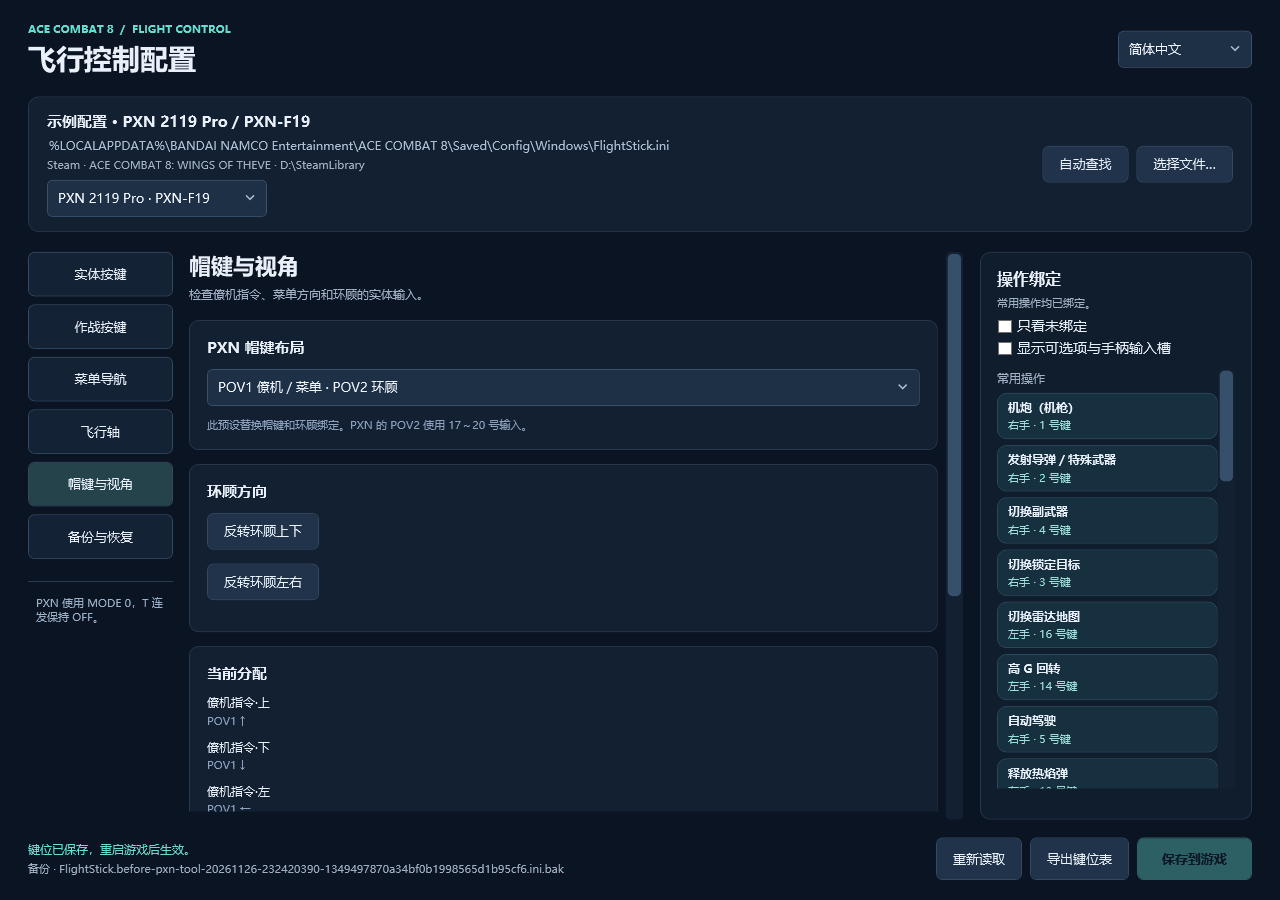 ACE COMBAT 8 / FLIGHT CONTROL
飞行控制配置
简体中文
示例配置 • PXN 2119 Pro / PXN-F19
%LOCALAPPDATA%\BANDAI NAMCO Entertainment\ACE COMBAT 8\Saved\Config\Windows\FlightStick.ini
Steam · ACE COMBAT 8: WINGS OF THEVE · D:\SteamLibrary
PXN 2119 Pro · PXN-F19
自动查找
选择文件...
实体按键
作战按键
菜单导航
飞行轴
帽键与视角
备份与恢复
PXN 使用 MODE 0，T 连
发保持 OFF。
帽键与视角
检查僚机指令、菜单方向和环顾的实体输入。
PXN 帽键布局
POV1 僚机 / 菜单 · POV2 环顾
此预设替换帽键和环顾绑定。PXN 的 POV2 使用 17～20 号输入。
环顾方向
反转环顾上下
反转环顾左右
当前分配
僚机指令·上
POV1 ↑
僚机指令·下
POV1 ↓
僚机指令·左
POV1 ←
操作绑定
常用操作均已绑定。
只看未绑定
显示可选项与手柄输入槽
常用操作
机炮（机枪）
右手 · 1 号键
发射导弹 / 特殊武器
右手 · 2 号键
切换副武器
右手 · 4 号键
切换锁定目标
右手 · 3 号键
切换雷达地图
左手 · 16 号键
高 G 回转
左手 · 14 号键
自动驾驶
右手 · 5 号键
释放热焰弹
键位已保存，重启游戏后生效。
备份 · FlightStick.before-pxn-tool-20261126-232420390-1349497870a34bf0b1998565d1b95cf6.ini.bak
重新读取
导出键位表
保存到游戏